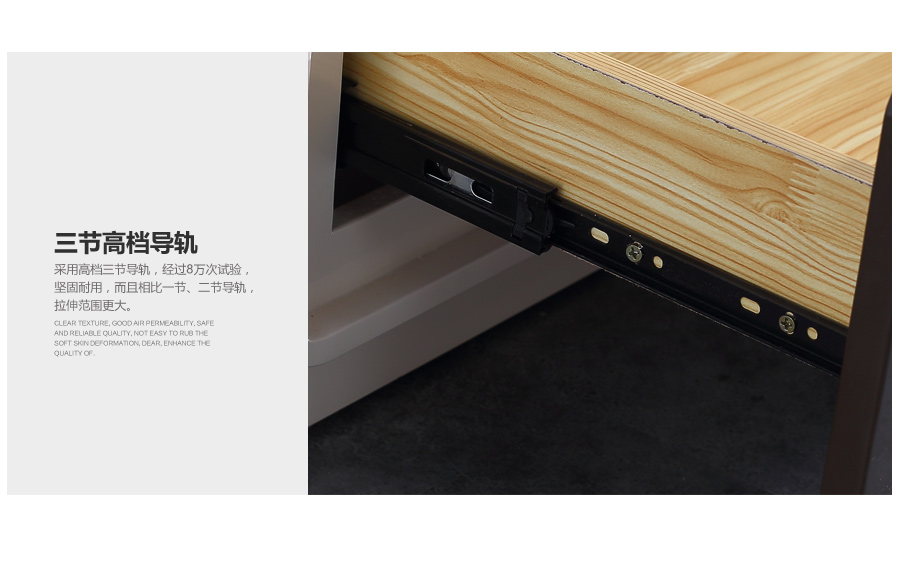 三节高档导轨
采用高档三节导轨，经过8万次试验，
坚固耐用，而且相比一节、二节导轨，
拉伸范围更大。
CLEAR TEXTURE, GOOD AIR PERMEABILITY, SAFE
AND RELIABLE QUALITY, NOT EASY TO RUB THE
SOFT SKIN DEFORMATION, DEAR, ENHANCE THE
QUALITY OF.